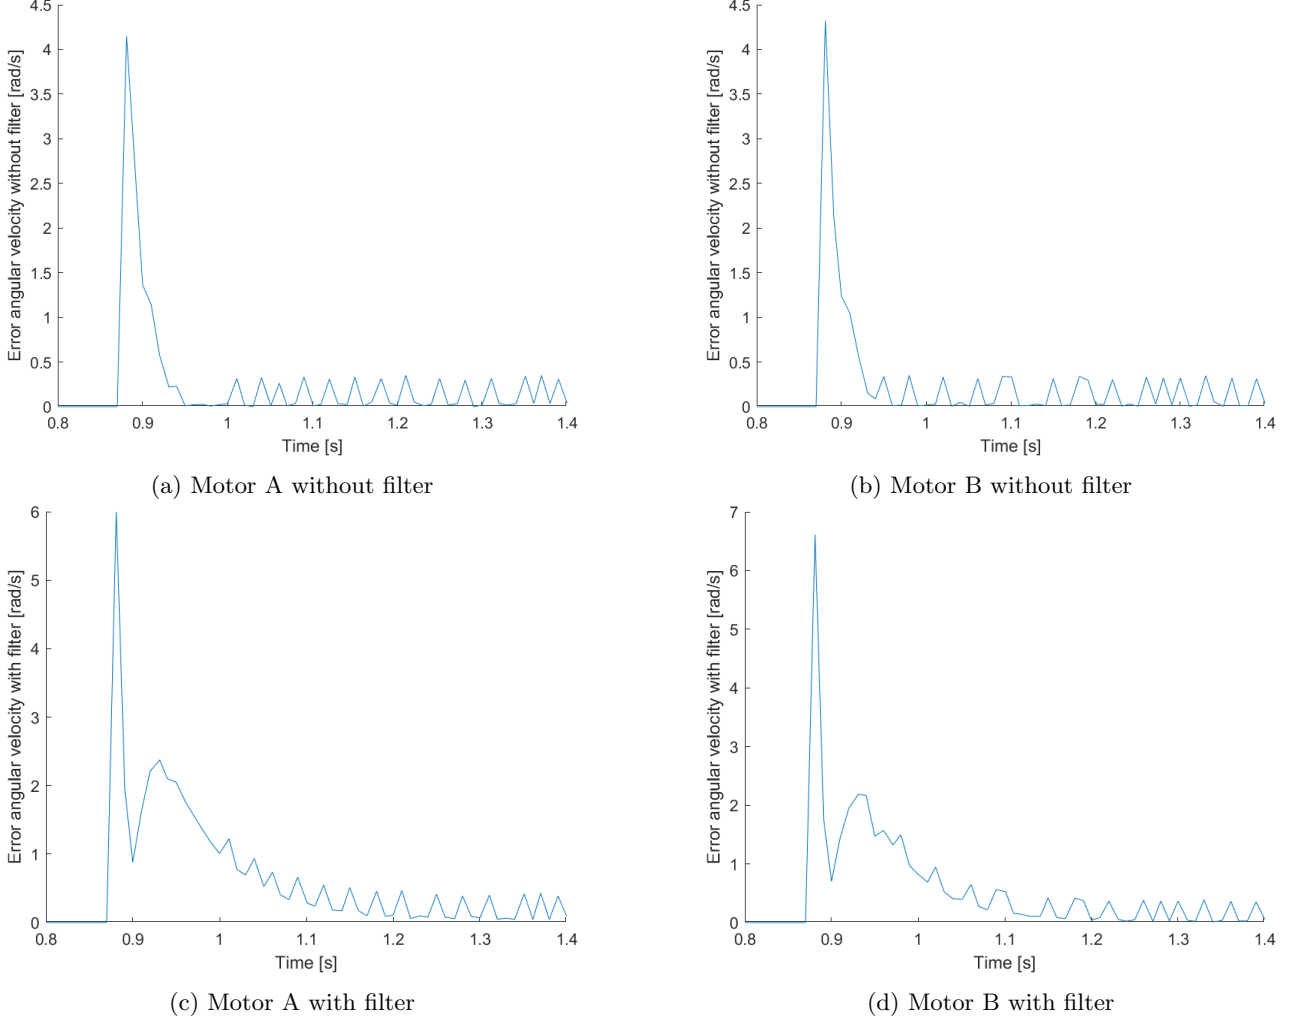 Error angular velocity without filter [rad/s]
4.5
4
3.5
3
2.5
2
1.5
1
0.5
0
0.8 0.9 1 1.1 1.2 1.3 1.4
Time [s]
(a) Motor A without filter
Error angular velocity without filter [rad/s]
4.5
4
3.5
3
2.5
2
1.5
1
0.5
0
0.8 0.9 1 1.1 1.2 1.3 1.4
Time [s]
(b) Motor B without filter
Error angular velocity with filter [rad/s]
6
5
4
3
2
1
0
0.8 0.9 1 1.1 1.2 1.3 1.4
Time [s]
(c) Motor A with filter
Error angular velocity with filter [rad/s]
7
6
5
4
3
2
1
0
0.8 0.9 1 1.1 1.2 1.3 1.4
Time [s]
(d) Motor B with filter